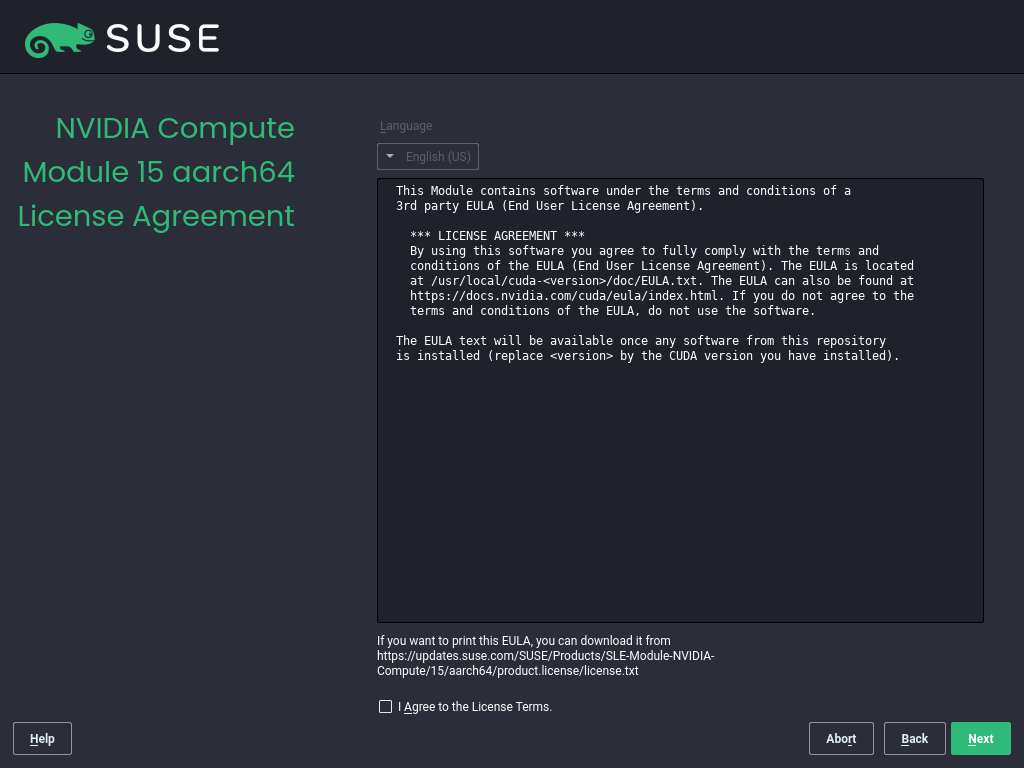 SUSE
NVIDIA Compute
Module 15 aarch64
License Agreement
Language
English (US)
This Module contains software under the terms and conditions of a
3rd party EULA (End User License Agreement).
*** LICENSE AGREEMENT ***
By using this software you agree to fully comply with the terms and
conditions of the EULA (End User License Agreement). The EULA is located
at /usr/local/cuda-<version>/doc/EULA.txt. The EULA can also be found at
https://docs.nvidia.com/cuda/eula/index.html. If you do not agree to the
terms and conditions of the EULA, do not use the software.
The EULA text will be available once any software from this repository
is installed (replace <version> by the CUDA version you have installed).
If you want to print this EULA, you can download it from
https://updates.suse.com/SUSE/Products/SLE-Module-NVIDIA-
Compute/15/aarch64/product.license/license.txt
I Agree to the License Terms.
Help
Abort
Back
Next